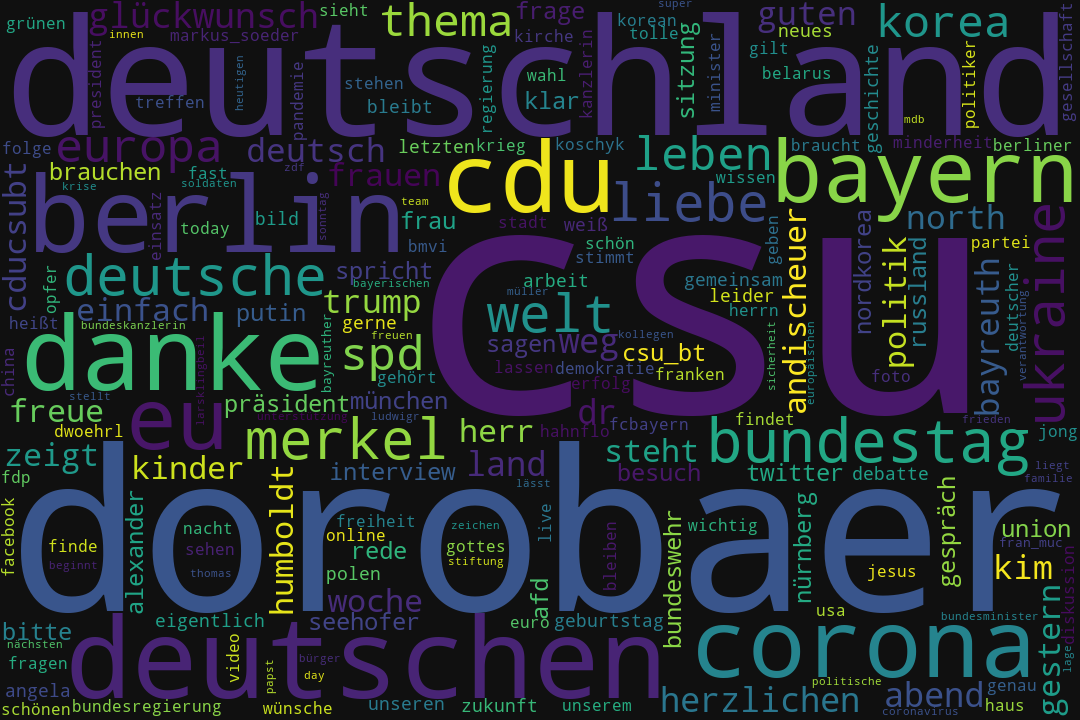 grünen
glückwunsch
innen
president
markus_soeder
sieht
thema
frage
kirche
korean
tolle
super
guten
neues
korea
gesellschaft
deutschland
treffen
heutigen
pandemie
stehen
bleibt
regierung
wahl
klar
kanzlerin
sitzung
minister
gilt
belarus
geschichte
politiker
mdb
folge
europa
deutsch
zdf
letzten
krieg
koschyk
leben
wissen
braucht
minderheit
berliner
brauchen
krise
fast
soldaten
frauen
cdu
bayern
cducsubt
berlin
einsatz
today
bild
sonntag
team
frau
bmvi
stadt
weiß
liebe
schön
stimmt
geben
north
partei
ukraine
opfer
deutsche
spricht
bayerischen
arbeit
müller
gemeinsam
leider
herrn
andischeuer
nordkorea
politik
russland
bayreuth
deutscher
verantwortung
einfach
putin
trump
csu
welt
heißt
bundeskanzlerin
gerne
freuen
sagen
weg
kollegen
csu_bt
sicherheit
europäischen
china
danke
larsklingbeil
bayreuther
spd
gehört
lassen
demokratie
erfolg
franken
foto
stellt
freue
eu
präsident
münchen
unterstützung
ludwigr
dr
fcbayern
findet
frieden
dwoehrl
merkel
herr
hahnflo
steht
bundestag
jong
zeigt
fdp
kinder
humboldt
interview
land
lässt
besuch
twitter
debatte
liegt
familie
facebook
dorobaer
alexander
nacht
sehen
thomas
finde
beginnt
freiheit
online
rede
polen
zeichen
gottes
stiftung
live
bleiben
bundeswehr
wichtig
nürnberg
jesus
gespräch
union
fran_muc
kim
diskussion
woche
afd
usa
bitte
nächsten
fragen
eigentlich
seehofer
euro
geburtstag
bundesminister
gestern
lage
deutschen
video
papst
bürger
day
corona
politische
angela
schönen
bundesregierung
wünsche
unseren
zukunft
unserem
herzlichen
abend
coronavirus
genau
haus